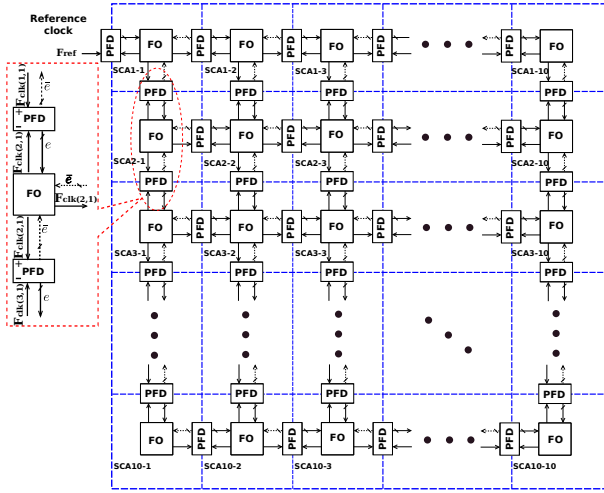 Reference
clock
Fref
PFD
FO
PFD
FO
PFD
FO
PFD
PFD
FO
SCA1-1
SCA1-2
SCA1-3
SCA1-10
PFD
PFD
PFD
PFD
FO
PFD
FO
PFD
FO
PFD
PFD
FO
SCA2-1
SCA2-2
SCA2-3
SCA2-10
PFD
PFD
PFD
PFD
FO
PFD
FO
PFD
FO
PFD
PFD
FO
SCA3-1
SCA3-2
SCA3-3
SCA3-10
PFD
PFD
PFD
PFD
PFD
PFD
PFD
PFD
FO
PFD
FO
PFD
FO
PFD
PFD
FO
SCA10-1
SCA10-2
SCA10-3
SCA10-10
- + Fclk(1,1)
ē
PFD
Fclk(2,1)
e
ē
FO
Fclk(2,1)
- + Fclk(2,1)
ē
PFD
Fclk(3,1)
e